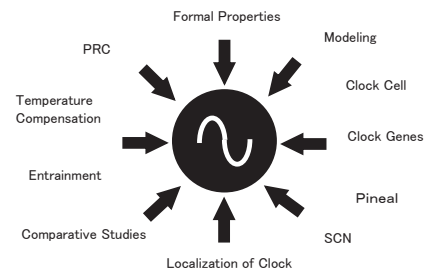 Formal Properties
Modeling
PRC
Clock Cell
Temperature
Compensation
Clock Genes
Entrainment
Pineal
Comparative Studies
SCN
Localization of Clock